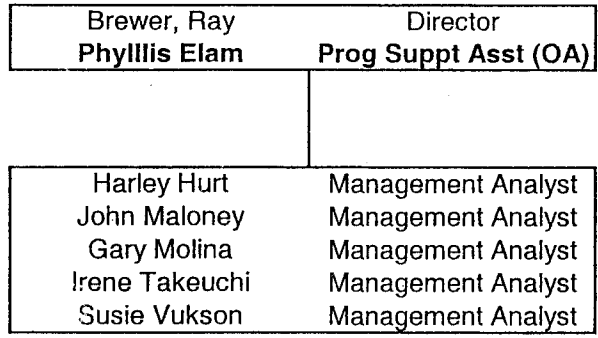 Brewer, Ray Director
Phylllis Elam Prog Suppt Asst (OA)
Harley Hurt Management Analyst
John Maloney Management Analyst
Gary Molina Management Analyst
Irene Takeuchi Management Analyst
Susie Vukson Management Analyst